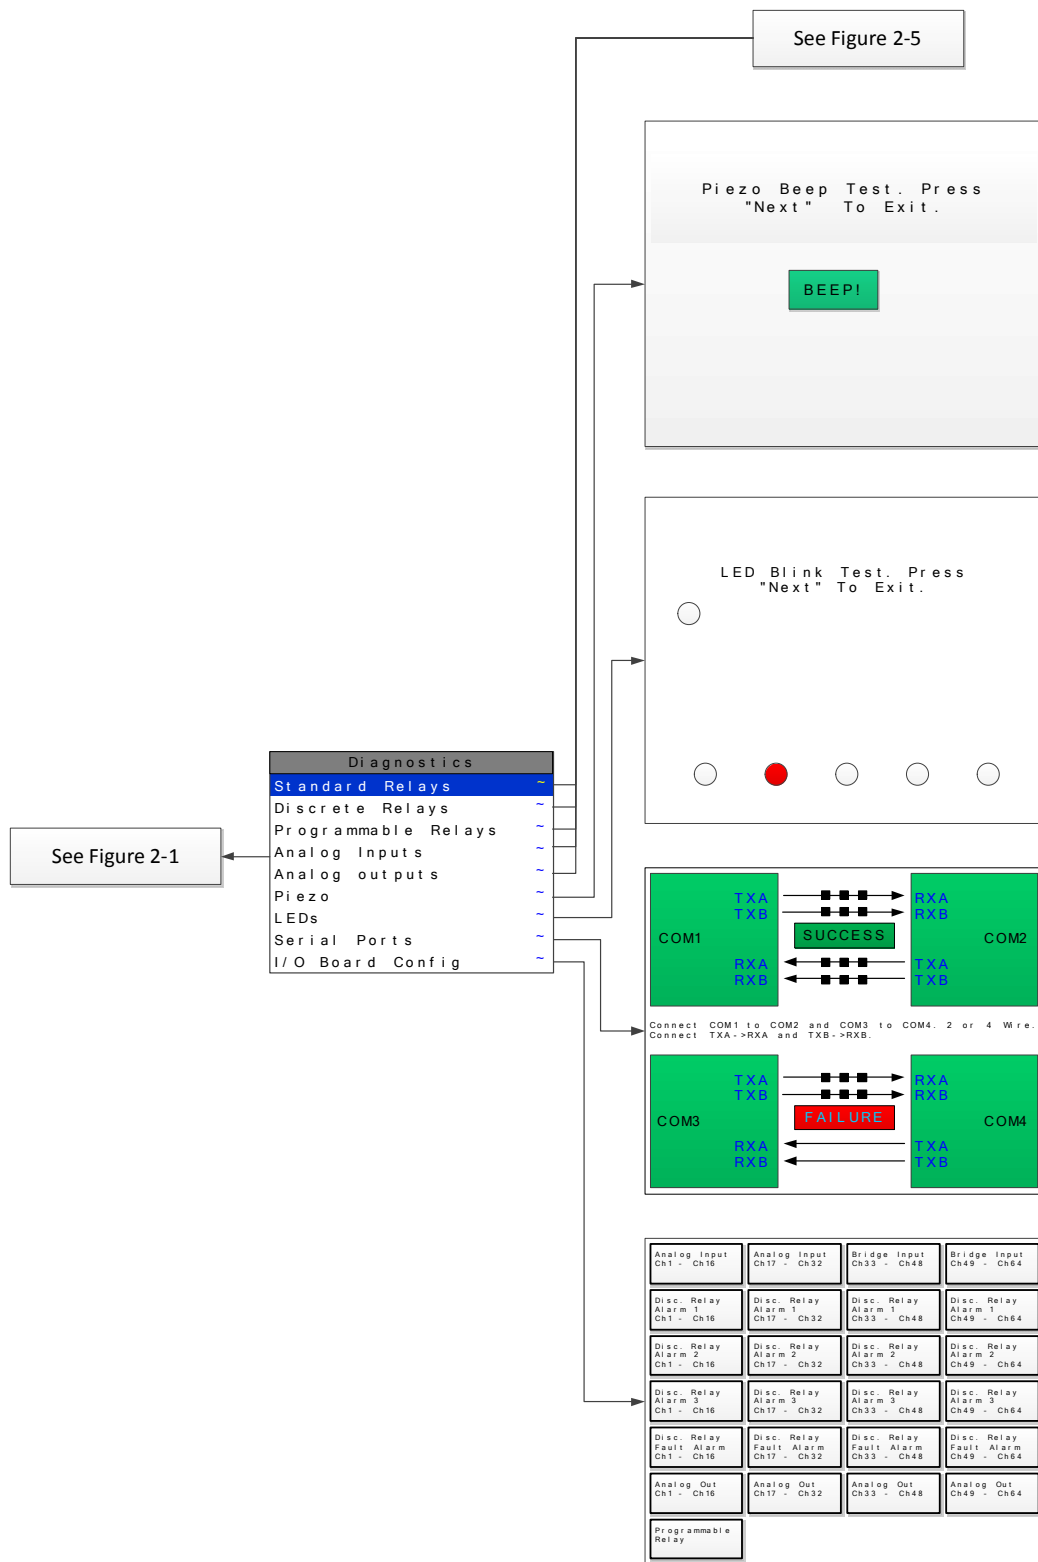 See Figure 2-5
Piezo Beep Test. Press
"Next" To Exit.
BEEP!
LED Blink Test. Press
"Next" To Exit.
Diagnostics
Standard Relays ~
Discrete Relays ~
Programmable Relays ~
Analog Inputs ~
Analog outputs ~
Piezo ~
LEDs ~
Serial Ports ~
I/O Board Config ~
See Figure 2-1
TXA RXA
TXB RXB
COM1 SUCCESS COM2
RXA TXA
RXB TXB
Connect COM1 to COM2 and COM3 to COM4. 2 or 4 Wire.
Connect TXA->RXA and TXB->RXB.
TXA RXA
TXB RXB
COM3 FAILURE COM4
RXA TXA
RXB TXB
Analog Input Analog Input Bridge Input Bridge Input
Ch1 - Ch16 Ch17 - Ch32 Ch33 - Ch48 Ch49 - Ch64
Disc. Relay Disc. Relay Disc. Relay Disc. Relay
Alarm 1 Alarm 1 Alarm 1 Alarm 1
Ch1 - Ch16 Ch17 - Ch32 Ch33 - Ch48 Ch49 - Ch64
Disc. Relay Disc. Relay Disc. Relay Disc. Relay
Alarm 2 Alarm 2 Alarm 2 Alarm 2
Ch1 - Ch16 Ch17 - Ch32 Ch33 - Ch48 Ch49 - Ch64
Disc. Relay Disc. Relay Disc. Relay Disc. Relay
Alarm 3 Alarm 3 Alarm 3 Alarm 3
Ch1 - Ch16 Ch17 - Ch32 Ch33 - Ch48 Ch49 - Ch64
Disc. Relay Disc. Relay Disc. Relay Disc. Relay
Fault Alarm Fault Alarm Fault Alarm Fault Alarm
Ch1 - Ch16 Ch17 - Ch32 Ch33 - Ch48 Ch49 - Ch64
Analog Out Analog Out Analog Out Analog Out
Ch1 - Ch16 Ch17 - Ch32 Ch33 - Ch48 Ch49 - Ch64
Programmable
Relay